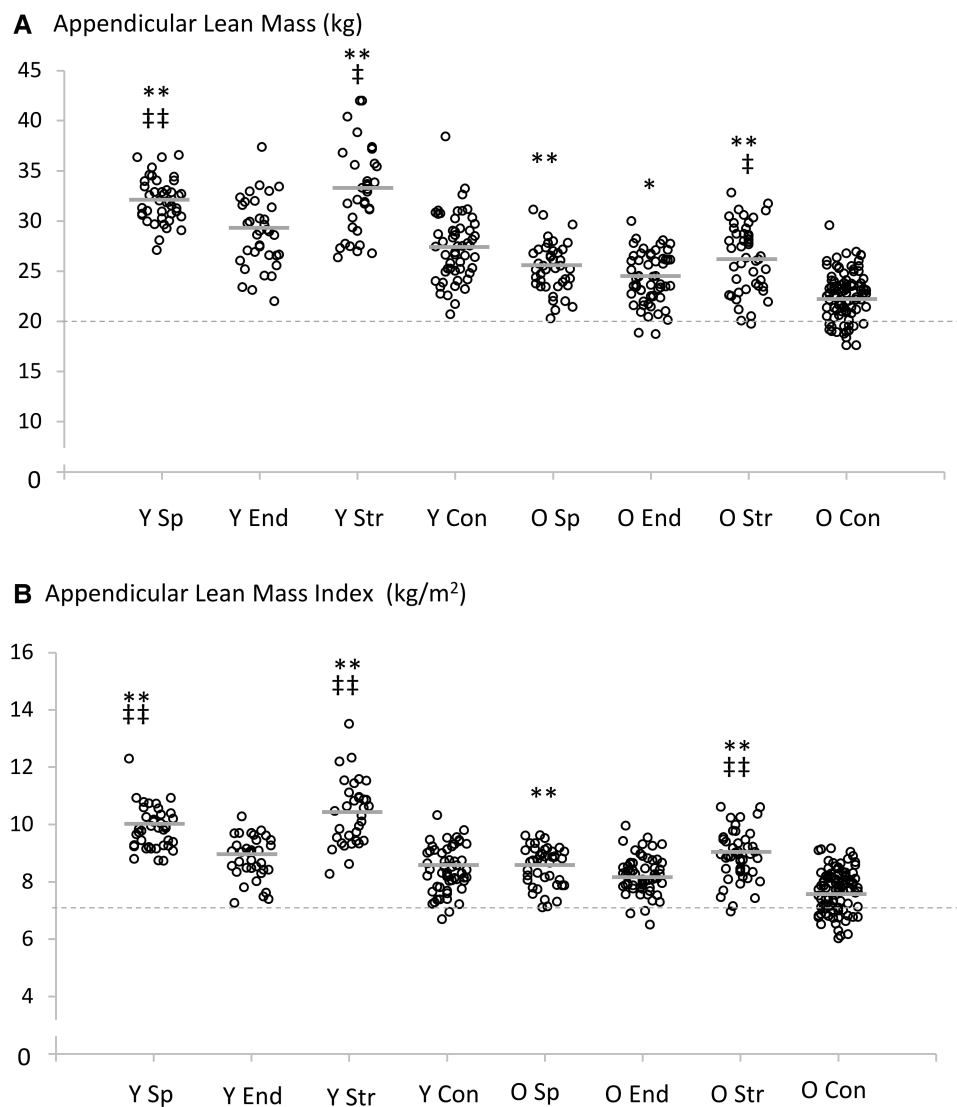 A Appendicular Lean Mass (kg)
** ** 
‡‡ ‡ ** * ** 
‡
45
40
35
30
25
20
15
10
0
Y Sp Y End Y Str Y Con O Sp O End O Str O Con
B Appendicular Lean Mass Index (kg/m²)
** ** ** **
‡‡ ‡‡ ‡‡
16
14
12
10
8
6
4
0
Y Sp Y End Y Str Y Con O Sp O End O Str O Con